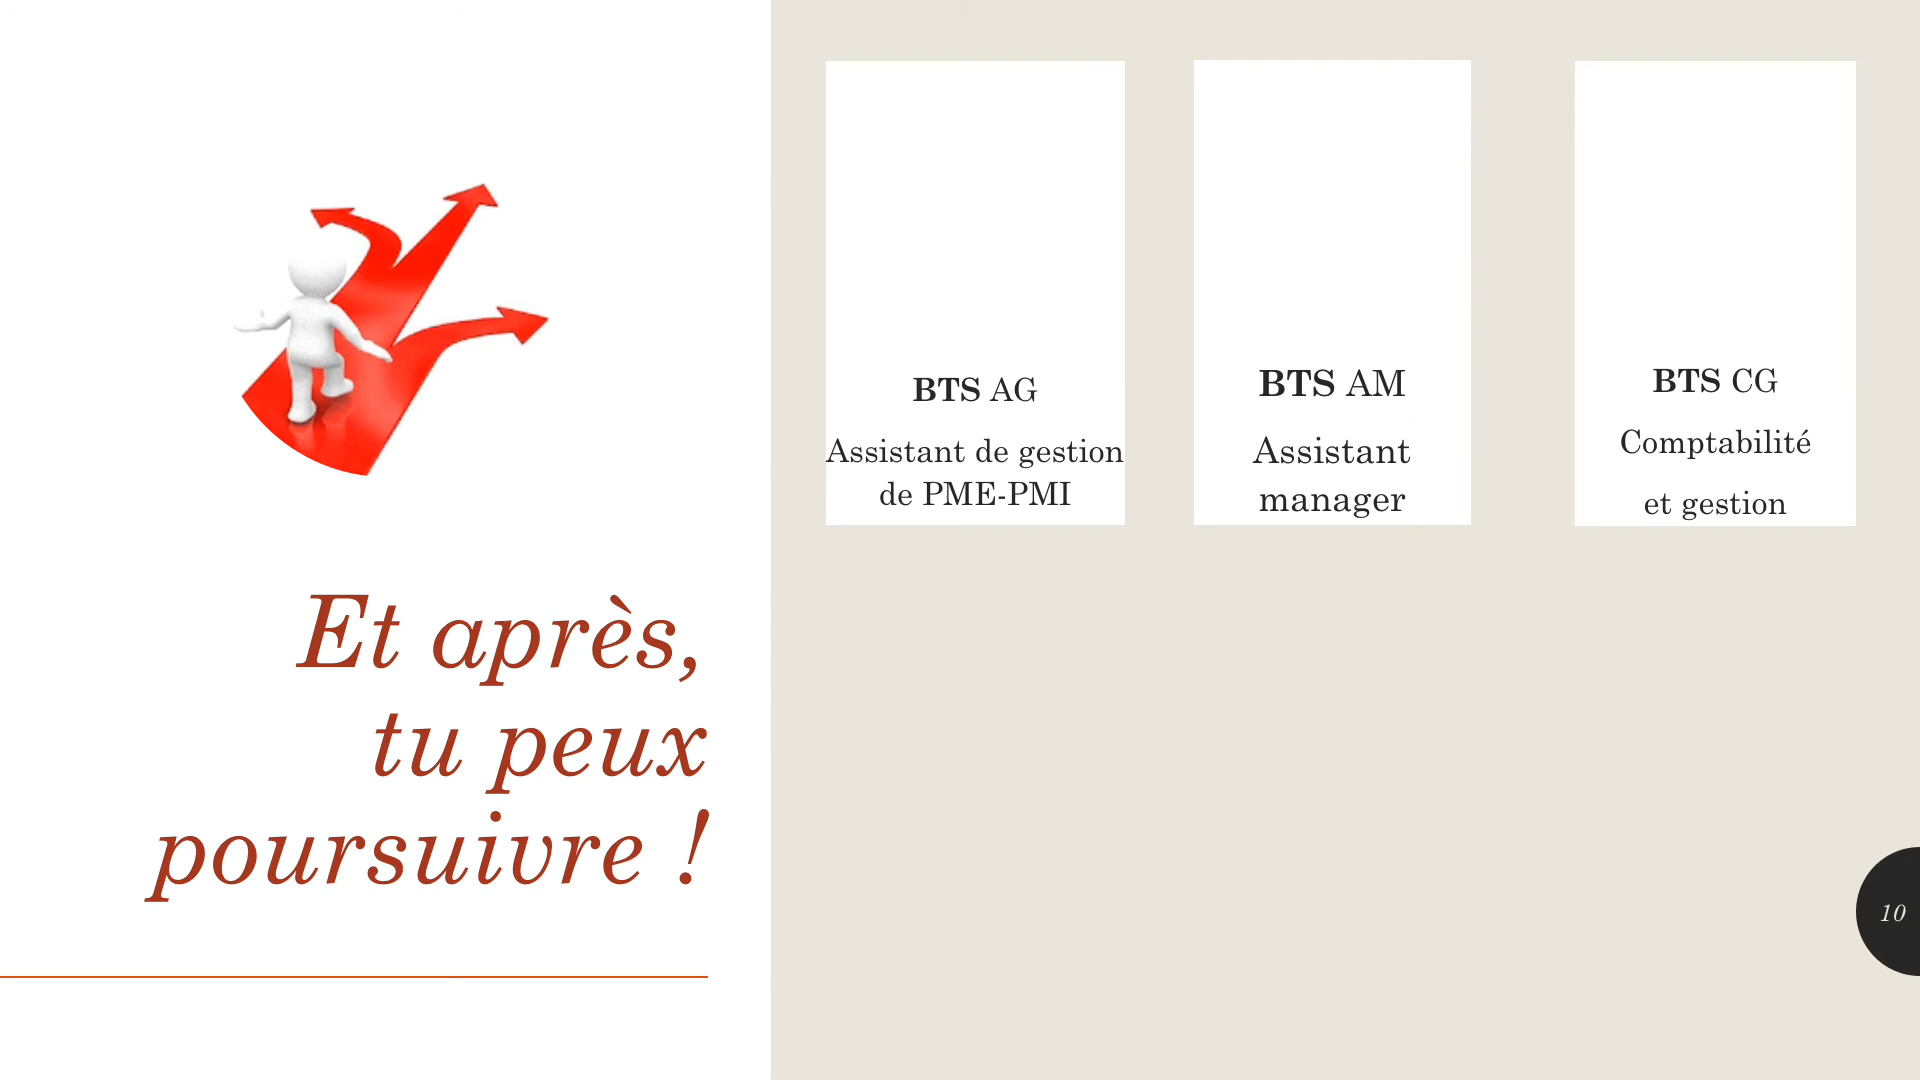 Et après,
tu peux
poursuivre !
BTS AG
Assistant de gestion
de PME-PMI
BTS AM
Assistant
manager
BTS CG
Comptabilité
et gestion
10